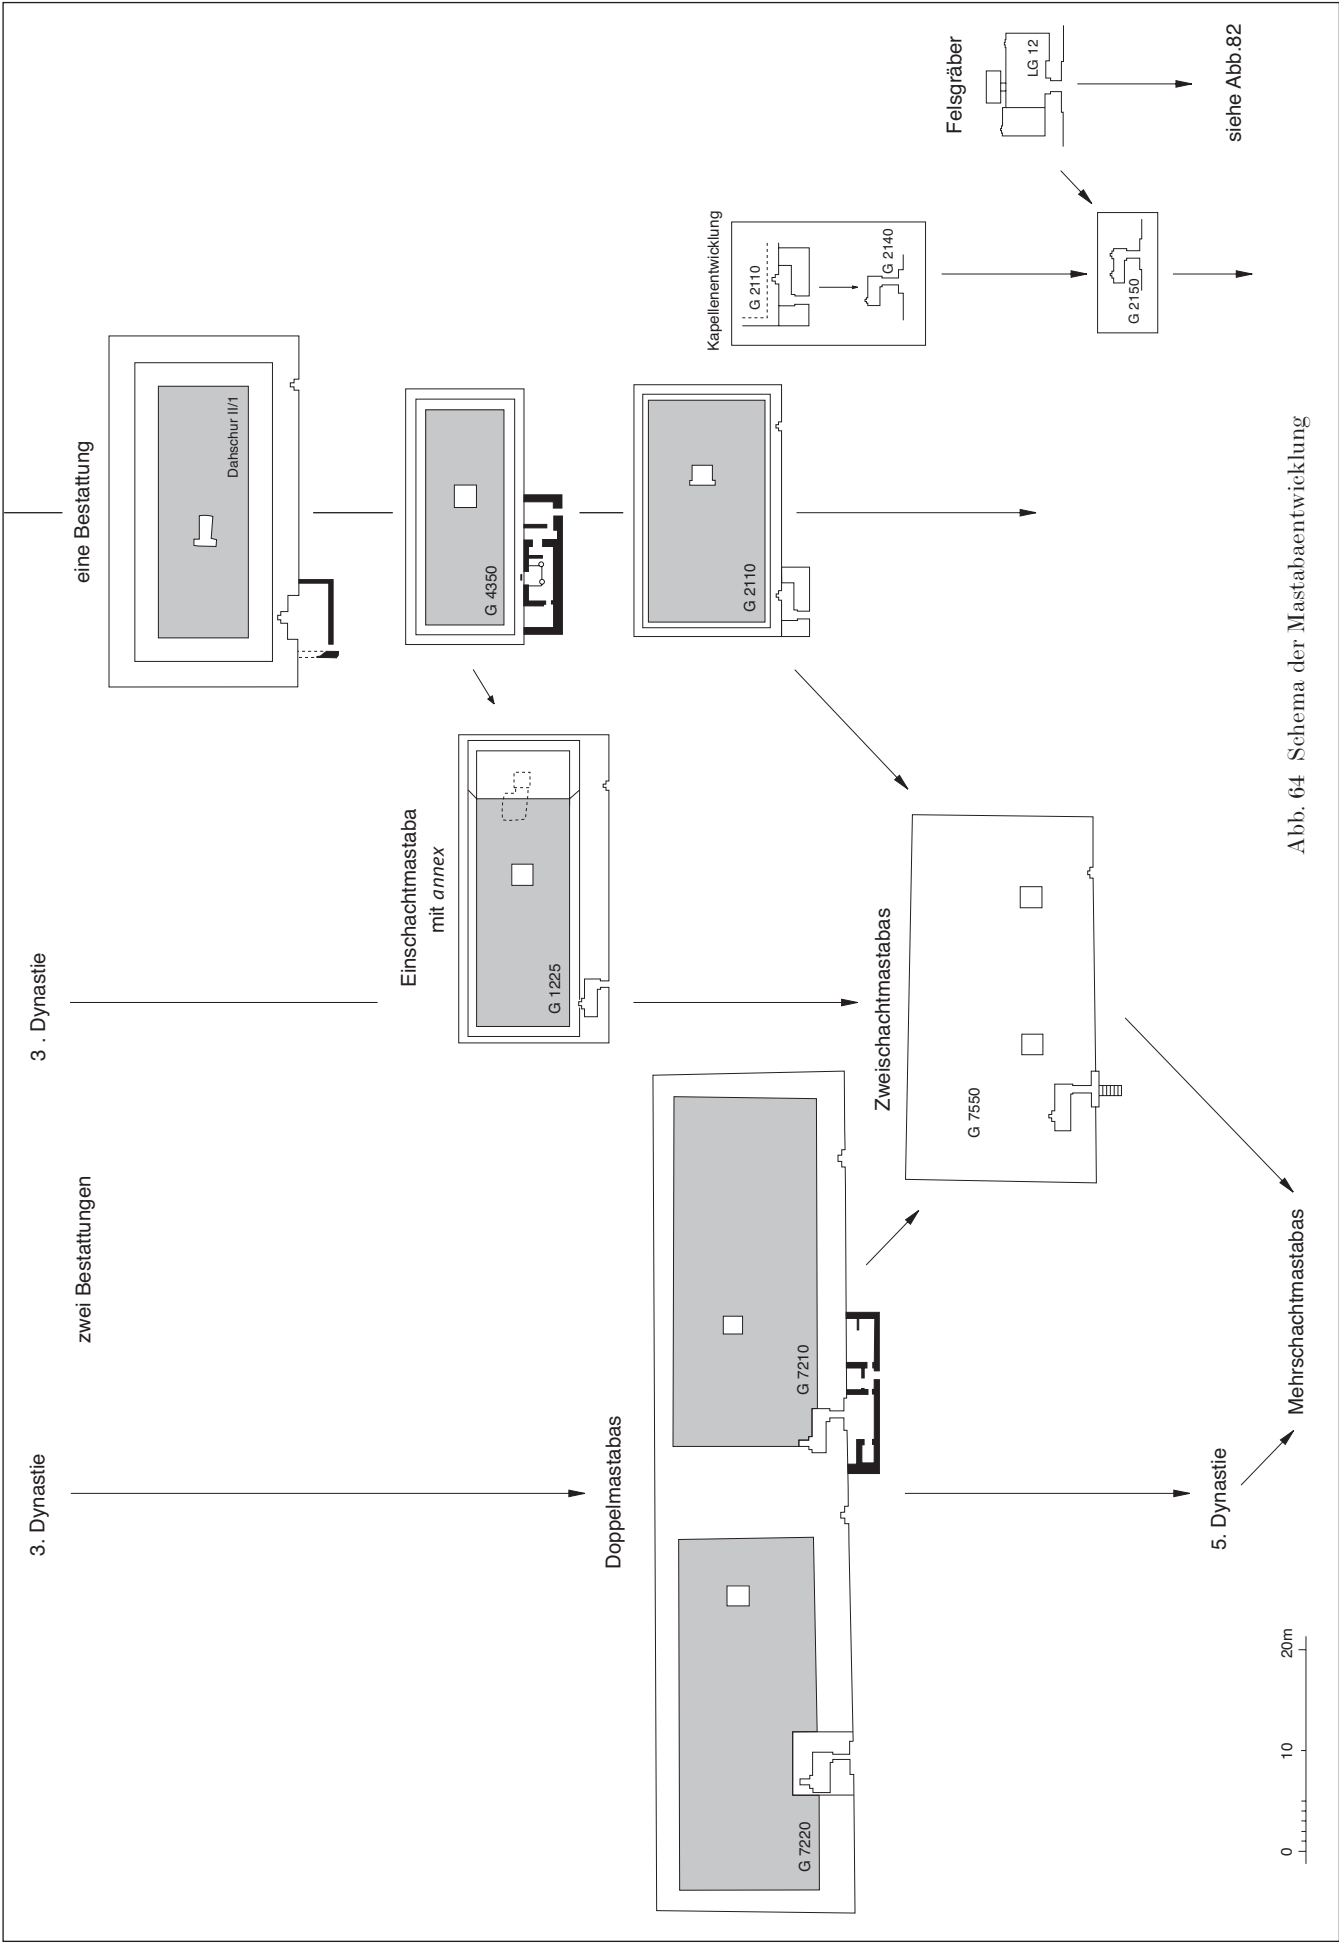 3. Dynastie
zwei Bestattungen
3 . Dynastie
eine Bestattung
Dahschur II/1
Einschachtmastaba
mit annex
G 1225
G 4350
Doppelmastabas
G 7220
G 7210
G 2110
Kapellenentwicklung
G 2110
G 2140
Zweischachtmastabas
G 7550
Felsgräber
LG 12
G 2150
5. Dynastie
Mehrschachtmastabas
siehe Abb.82
0 10 20m
Abb. 64 Schema der Mastabaentwicklung